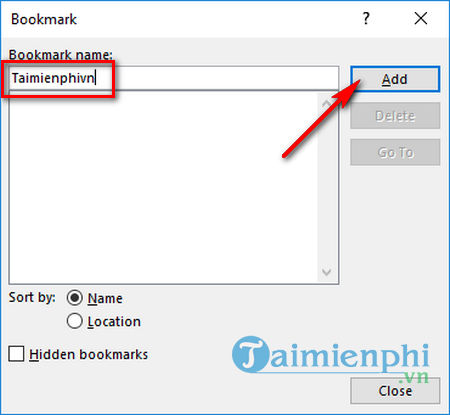 Bookmark ? ×
Bookmark name:
Taimienphivn
Add
Delete
Go To
Sort by: Name
Location
Hidden bookmarks
Taimienphi
.vn
Close